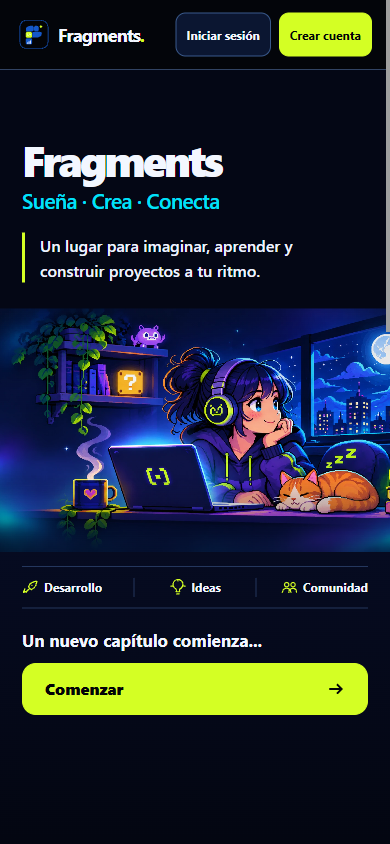 Fragments.
Iniciar sesión
Crear cuenta
Fragments
Sueña · Crea · Conecta
Un lugar para imaginar, aprender y
construir proyectos a tu ritmo.
?
{·}
z z z
Desarrollo
Ideas
Comunidad
Un nuevo capítulo comienza...
Comenzar →